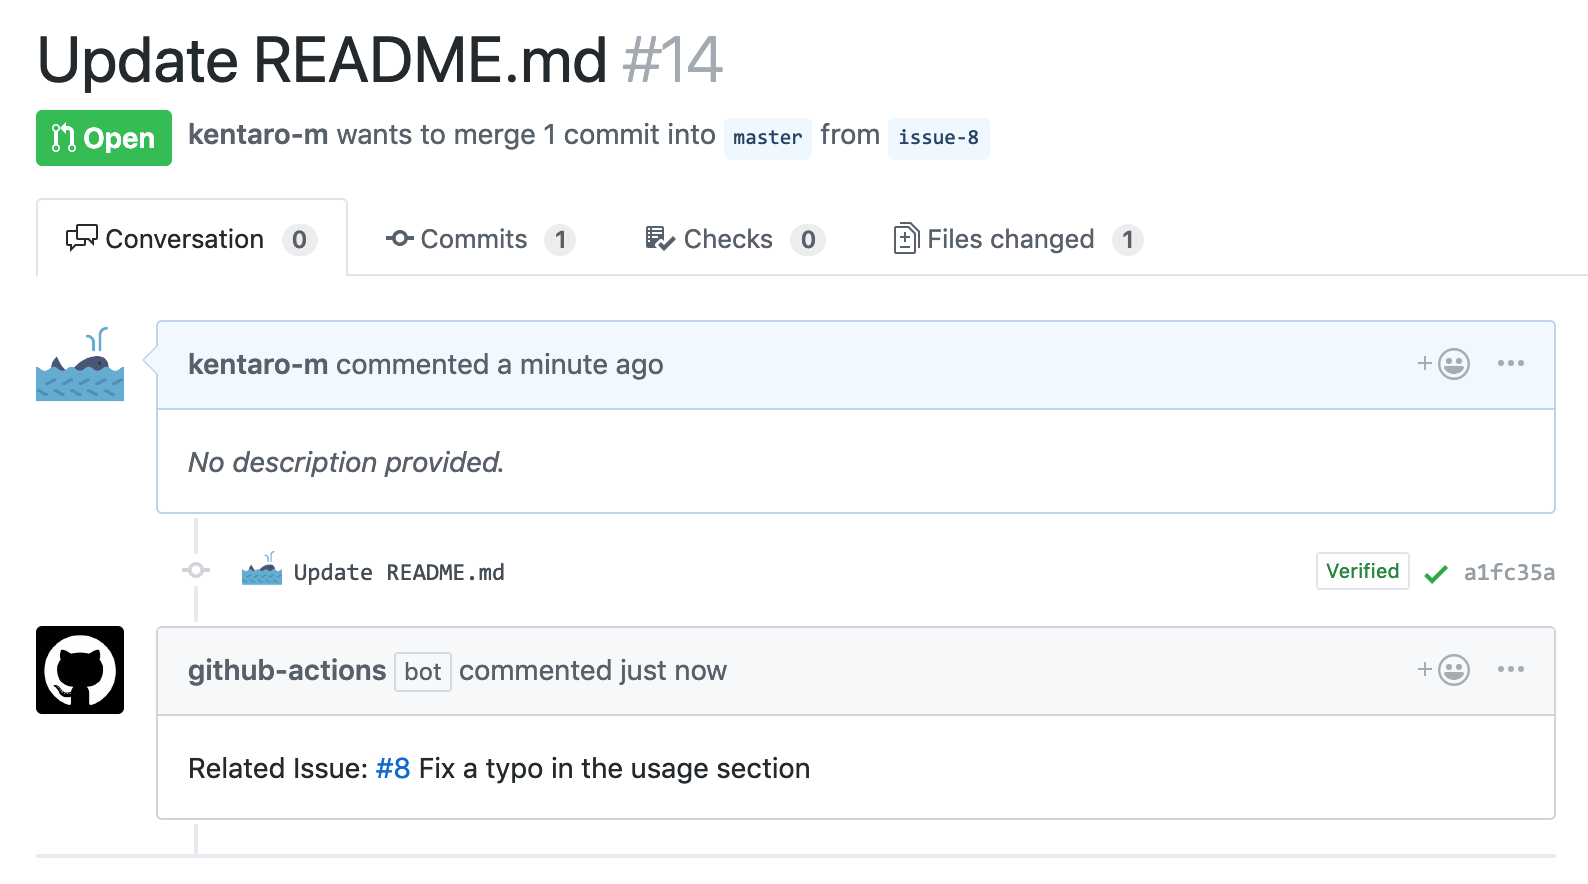 Update README.md #14
Open kentaro-m wants to merge 1 commit into master from issue-8
Conversation 0 Commits 1 Checks 0 Files changed 1
kentaro-m commented a minute ago
No description provided.
Update README.md Verified a1fc35a
github-actions bot commented just now
Related Issue: #8 Fix a typo in the usage section